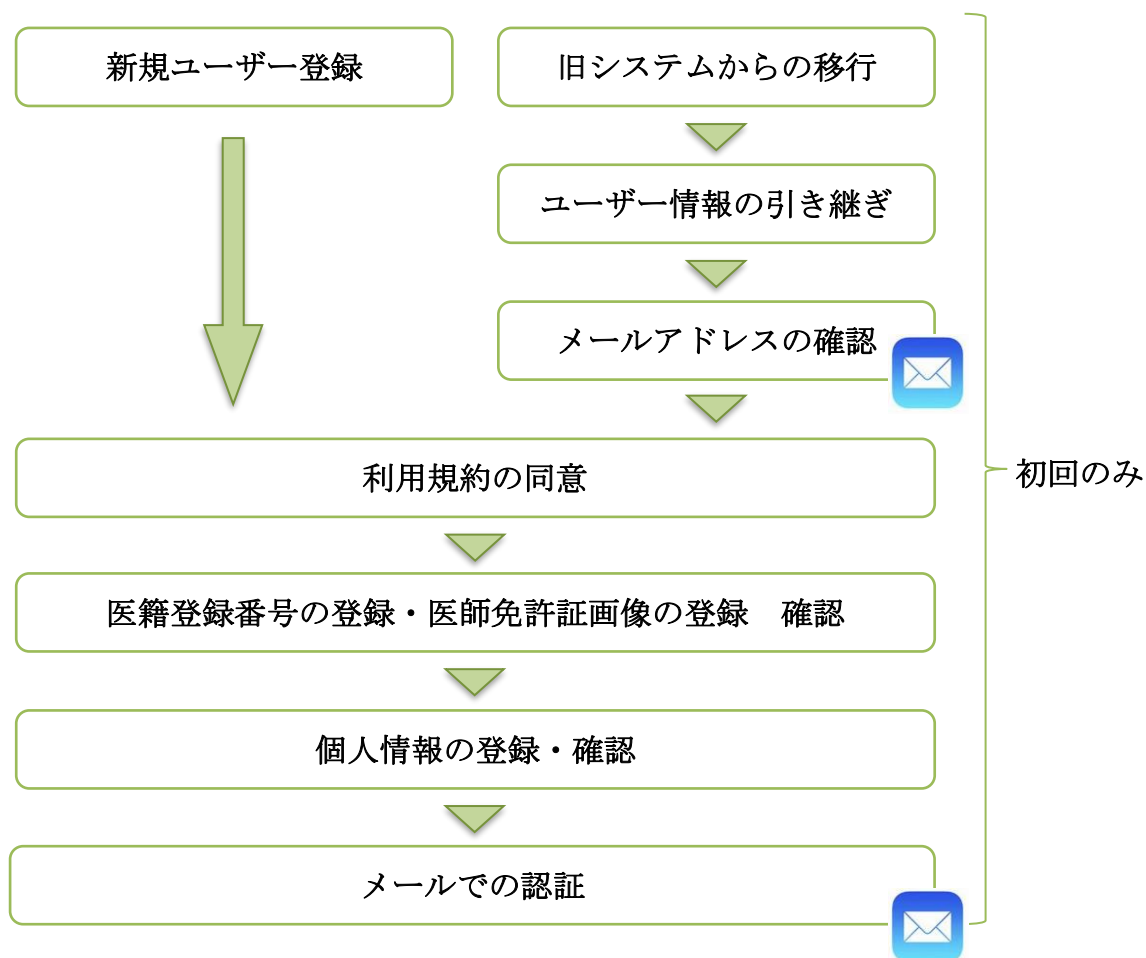 新規ユーザー登録
旧システムからの移行
ユーザー情報の引き継ぎ
メールアドレスの確認
利用規約の同意
初回のみ
医籍登録番号の登録・医師免許証画像の登録　確認
個人情報の登録・確認
メールでの認証